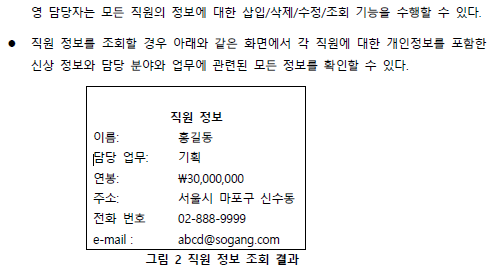 영 담당자는 모든 직원의 정보에 대한 삽입/삭제/수정/조회 기능을 수행할 수 있다.
● 직원 정보를 조회할 경우 아래와 같은 화면에서 각 직원에 대한 개인정보를 포함한
신상 정보와 담당 분야와 업무에 관련된 모든 정보를 확인할 수 있다.
직원 정보
이름: 홍길동
담당 업무: 기획
연봉: ₩30,000,000
주소: 서울시 마포구 신수동
전화 번호 02-888-9999
e-mail : abcd@sogang.com
그림 2 직원 정보 조회 결과